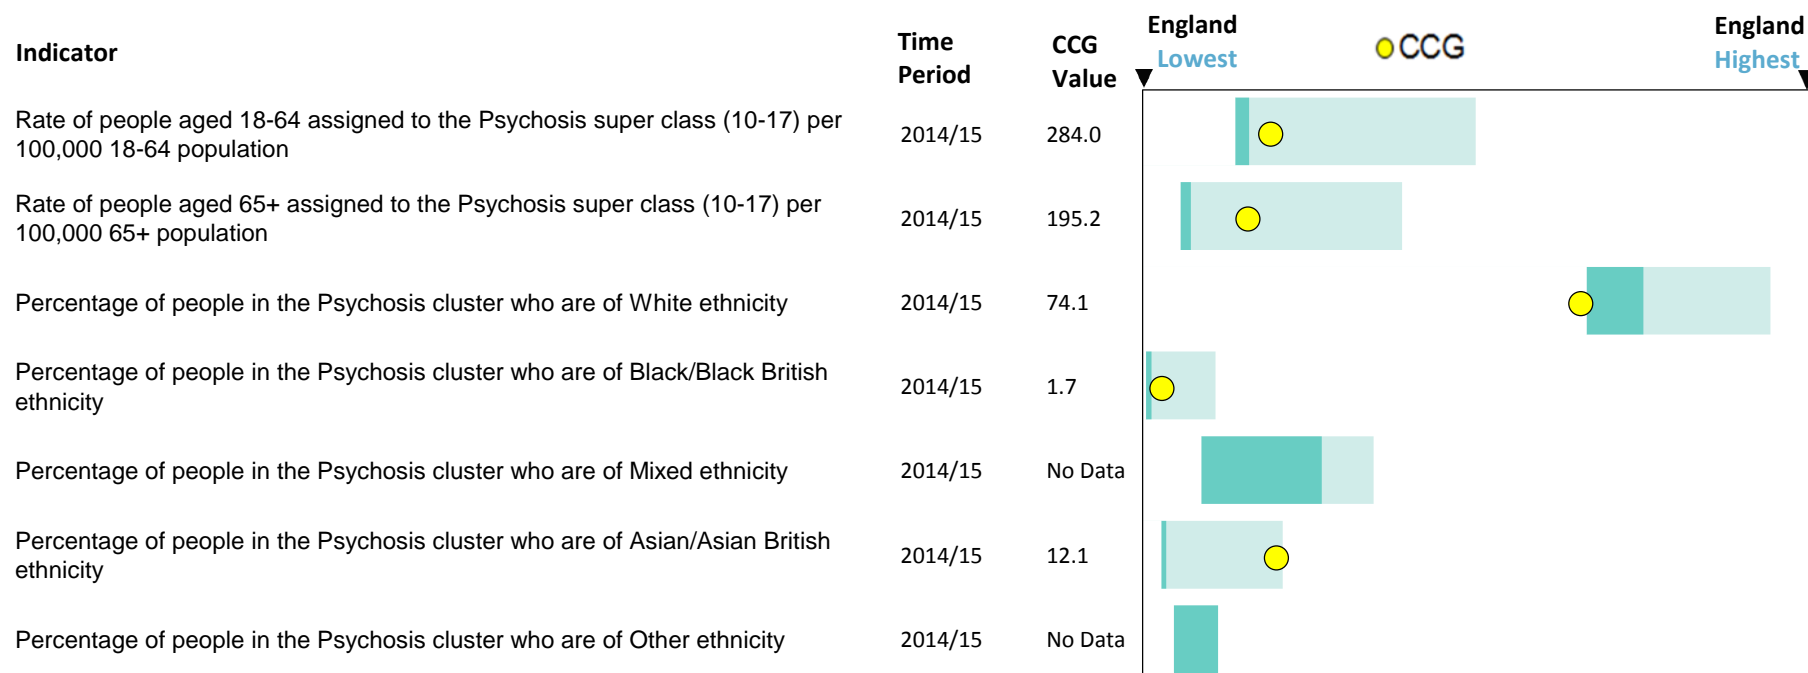 Indicator
Time Period
CCG Value
England Lowest
CCG
England Highest
Rate of people aged 18-64 assigned to the Psychosis super class (10-17) per
100,000 18-64 population
2014/15
284.0
Rate of people aged 65+ assigned to the Psychosis super class (10-17) per
100,000 65+ population
2014/15
195.2
Percentage of people in the Psychosis cluster who are of White ethnicity
2014/15
74.1
Percentage of people in the Psychosis cluster who are of Black/Black British
ethnicity
2014/15
1.7
Percentage of people in the Psychosis cluster who are of Mixed ethnicity
2014/15
No Data
Percentage of people in the Psychosis cluster who are of Asian/Asian British
ethnicity
2014/15
12.1
Percentage of people in the Psychosis cluster who are of Other ethnicity
2014/15
No Data